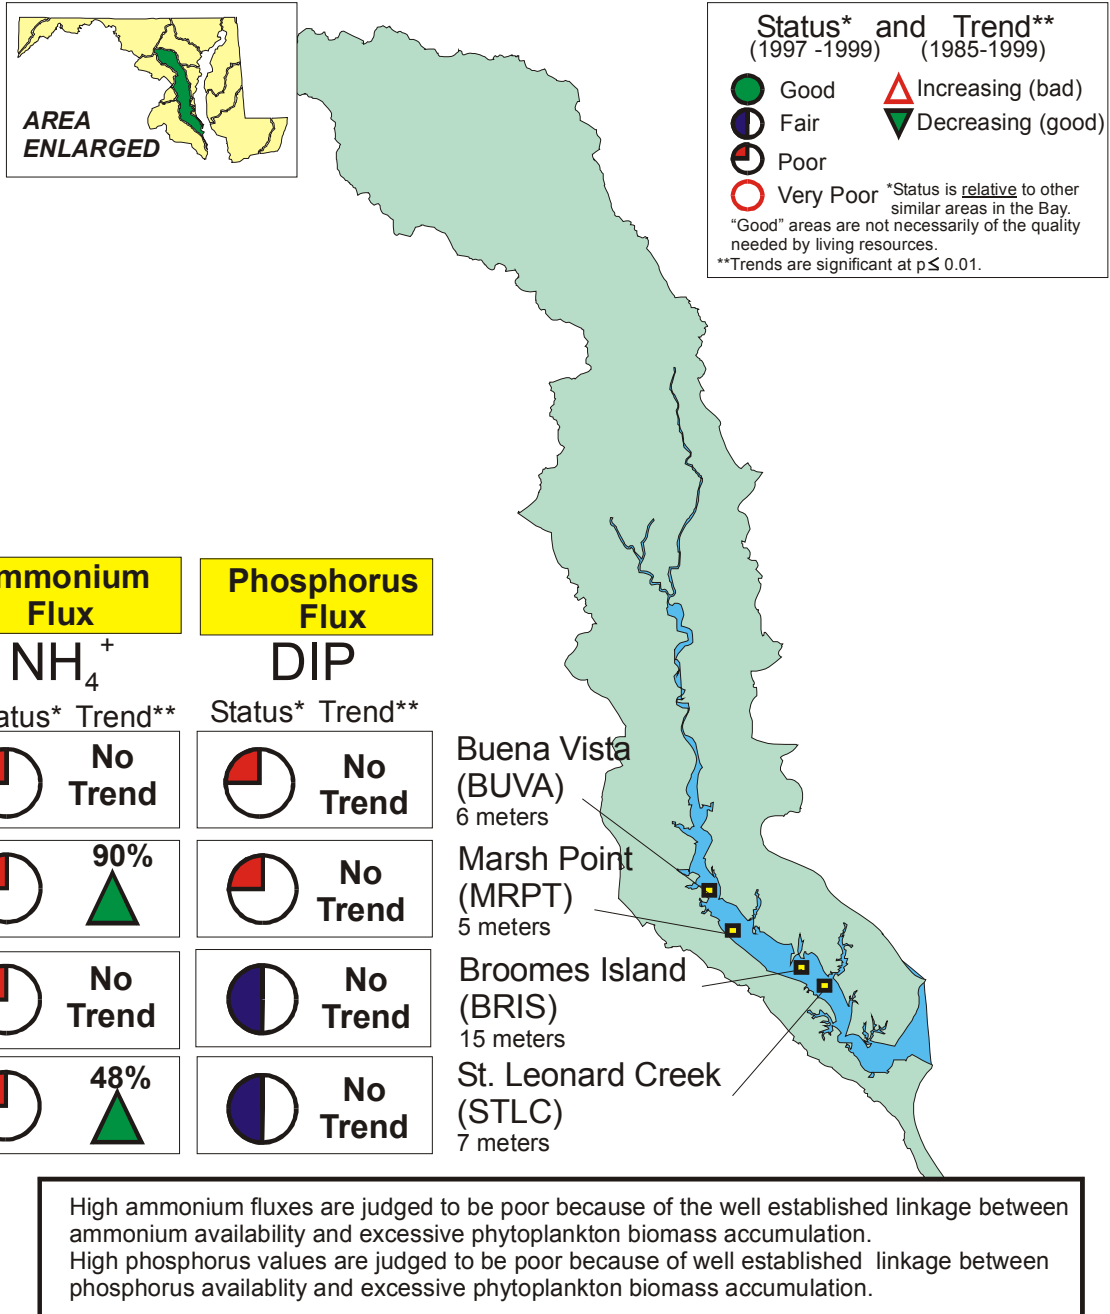 AREA
ENLARGED
Status* and Trend**
(1997 -1999) (1985-1999)
Good
Fair
Poor
Very Poor
Increasing (bad)
Decreasing (good)
*Status is relative to other
similar areas in the Bay.
“Good” areas are not necessarily of the quality
needed by living resources.
**Trends are significant at p≤ 0.01.
mmonium
Flux
NH4+
atus* Trend**
No
Trend
90%
No
Trend
48%
Phosphorus
Flux
DIP
Status* Trend**
No
Trend
No
Trend
No
Trend
No
Trend
Buena Vista
(BUVA)
6 meters
Marsh Point
(MRPT)
5 meters
Broomes Island
(BRIS)
15 meters
St. Leonard Creek
(STLC)
7 meters
High ammonium fluxes are judged to be poor because of the well established linkage between
ammonium availability and excessive phytoplankton biomass accumulation.
High phosphorus values are judged to be poor because of well established linkage between
phosphorus availablity and excessive phytoplankton biomass accumulation.